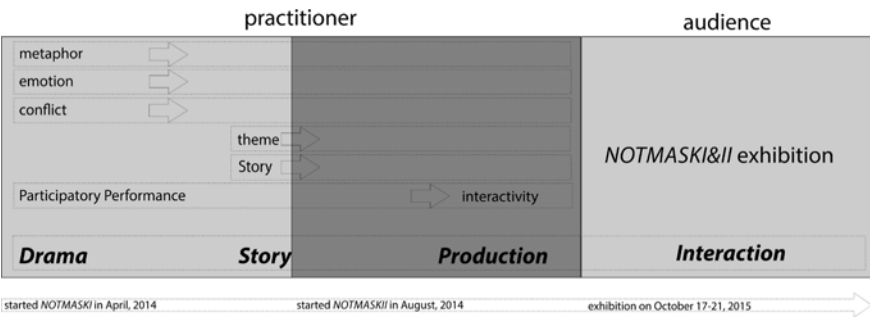 practitioner
audience
metaphor
emotion
conflict
theme
Story
NOTMASKI&II exhibition
Participatory Performance
interactivity
Drama
Story
Production
Interaction
started NOTMASKI in April, 2014
started NOTMASKII in August, 2014
exhibition on October 17-21, 2015